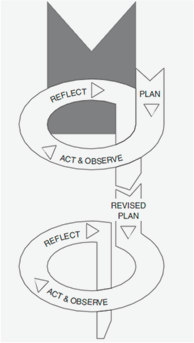 PLAN
REFLECT
ACT & OBSERVE
REVISED
PLAN
REFLECT
ACT & OBSERVE